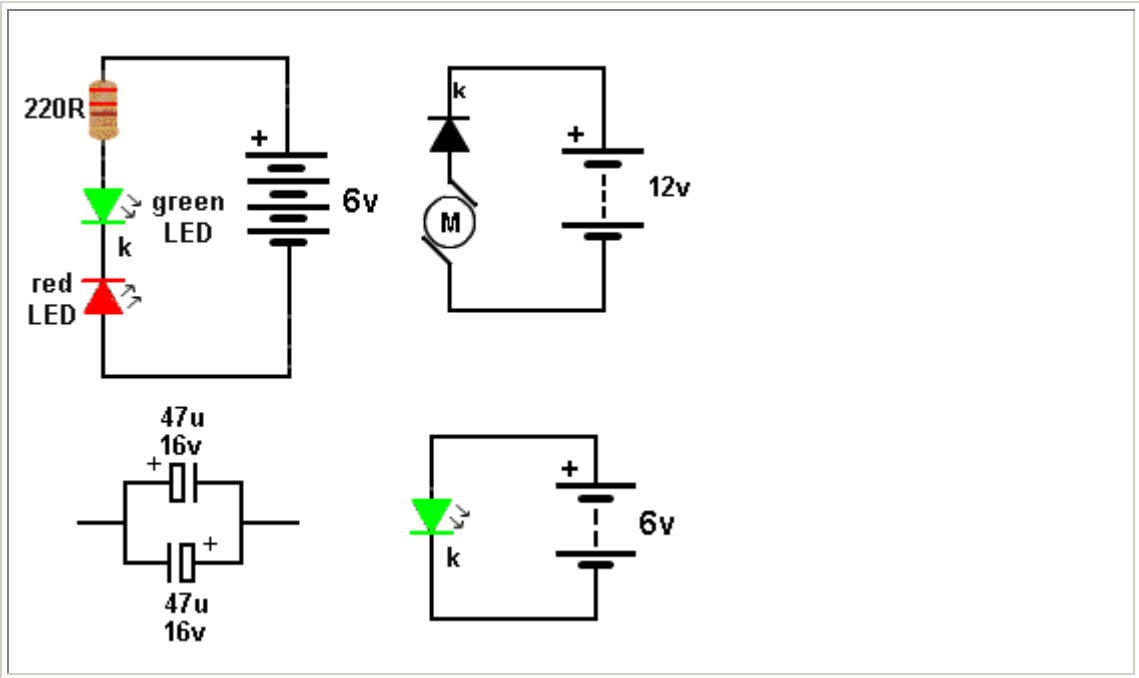 220R
green
LED
k
red
LED
+
6v
k
M
+
12v
47u
16v
+
+
47u
16v
k
+
6v